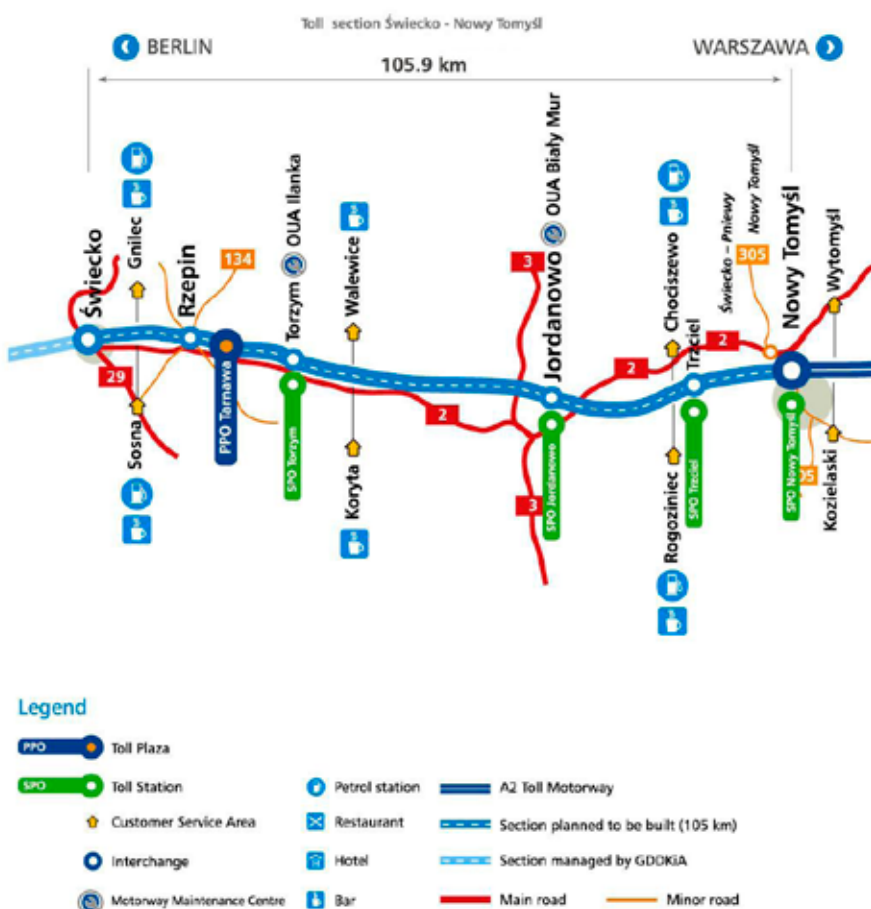 Toll section Świecko - Nowy Tomyśl
BERLIN
WARSZAWA
105.9 km
Świecko
Gnilec
Rzepin
134
Torzym
OUA Ilanka
Walewice
3
Jordanowo
OUA Biały Mur
Chociszewo
Świecko – Pniewy
Nowy Tomyśl
305
Trzciel
Nowy Tomyśl
Wytomyśl
29
Sosna
PPO Tarnawa
SPO Torzym
Koryta
2
2
2
3
SPO Jordanowo
Rogoziniec
SPO Trzciel
SPO Nowy Tomyśl
05
Kozielaski
Legend
PPO Toll Plaza
SPO Toll Station
Customer Service Area
Interchange
Motorway Maintenance Centre
Petrol station
Restaurant
Hotel
Bar
A2 Toll Motorway
Section planned to be built (105 km)
Section managed by GDDKiA
Main road
Minor road